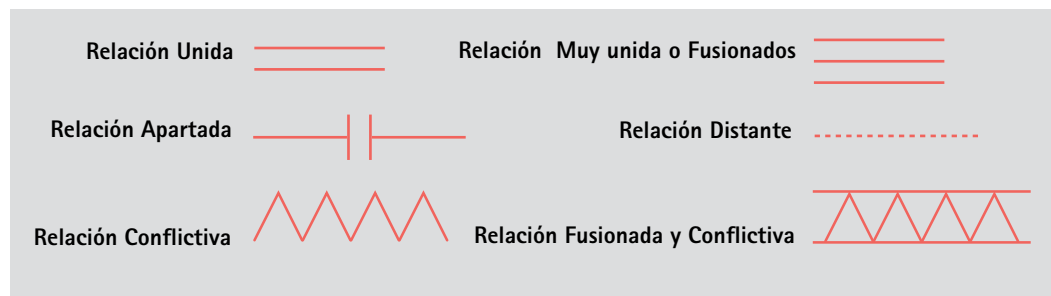 Relación Unida
Relación Muy unida o Fusionados
Relación Apartada
Relación Distante
Relación Conflictiva
Relación Fusionada y Conflictiva